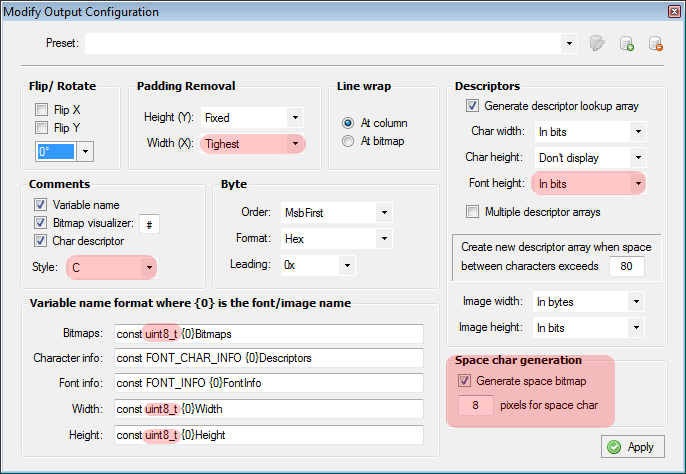 Modify Output Configuration
Preset:
Flip/ Rotate
Flip X
Flip Y
0°
Padding Removal
Height (Y): Fixed
Width (X): Tighest
Line wrap
At column
At bitmap
Descriptors
Generate descriptor lookup array
Char width: In bits
Char height: Don't display
Font height: In bits
Multiple descriptor arrays
Create new descriptor array when space
between characters exceeds 80
Image width: In bytes
Image height: In bits
Comments
Variable name
Bitmap visualizer: #
Char descriptor
Style: C
Byte
Order: MsbFirst
Format: Hex
Leading: 0x
Variable name format where {0} is the font/image name
Bitmaps: const uint8_t {0}Bitmaps
Character info: const FONT_CHAR_INFO {0}Descriptors
Font info: const FONT_INFO {0}FontInfo
Width: const uint8_t {0}Width
Height: const uint8_t {0}Height
Space char generation
Generate space bitmap
8 pixels for space char
Apply